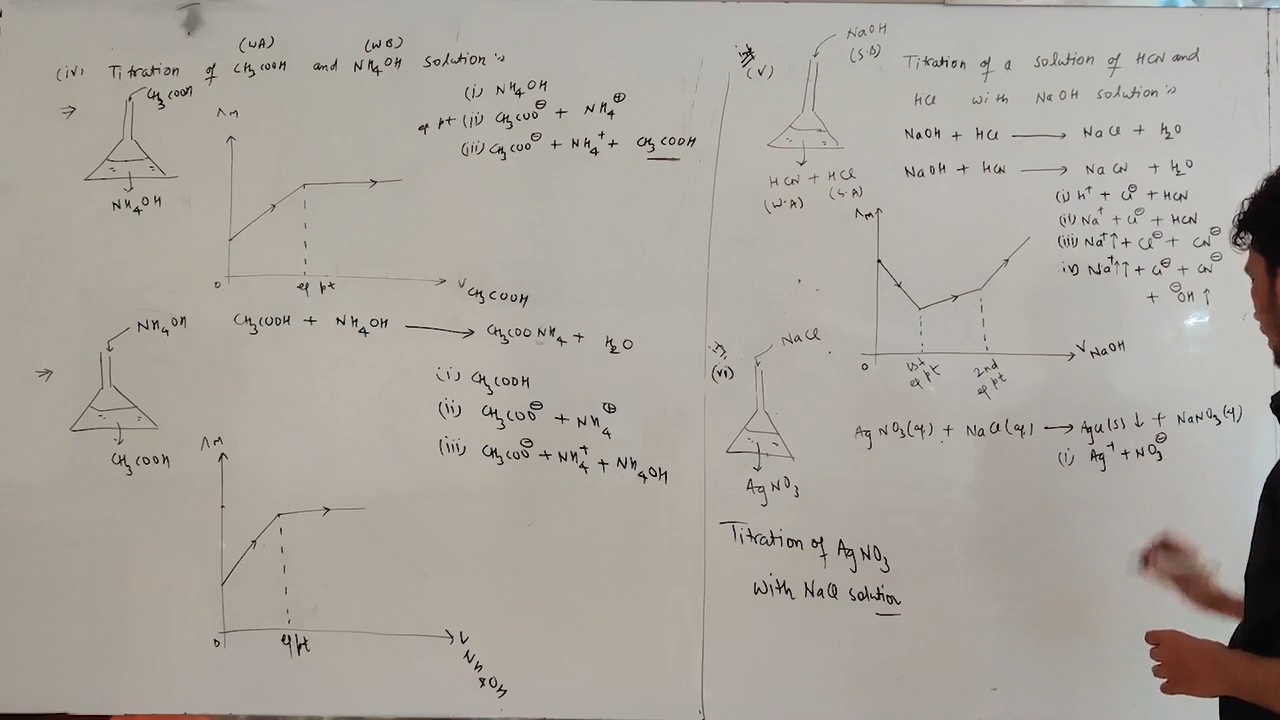 (iv) Titration of CH₃COOH (WA) and NH₄OH (WB) solution:
⇒ CH₃COOH
NH₄OH
(i) NH₄OH
eq pt (ii) CH₃COO⊖ + NH₄⊕
(iii) CH₃COO⊖ + NH₄⁺ + CH₃COOH
Λm
0
eq pt
V CH₃COOH
CH₃COOH + NH₄OH ⟶ CH₃COONH₄ + H₂O
⇒ NH₄OH
CH₃COOH
(i) CH₃COOH
(ii) CH₃COO⊖ + NH₄⊕
(iii) CH₃COO⊖ + NH₄⁺ + NH₄OH
Λm
0
eq pt
V NH₄OH
(v)
NaOH
(S.B)
HCN + HCl
(W.A) (S.A)
Titration of a solution of HCN and
HCl with NaOH solution:
NaOH + HCl ⟶ NaCl + H₂O
NaOH + HCN ⟶ NaCN + H₂O
(i) H⁺ + Cl⊖ + HCN
(ii) Na⁺ + Cl⊖ + HCN
(iii) Na⁺↑ + Cl⊖ + CN⊖
iv) Na⁺↑↑ + Cl⊖ + CN⊖
+ ⊖OH ↑
Λm
0
1st eq pt
2nd eq pt
V NaOH
(vi)
NaCl
AgNO₃
AgNO₃(q) + NaCl(q) ⟶ AgCl(s)↓ + NaNO₃(q)
(i) Ag⁺ + NO₃⊖
Titration of AgNO₃
with NaCl solution